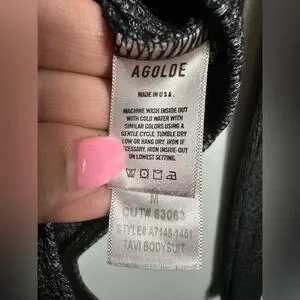 AGOLDE
MADE IN U.S.A.
MACHINE WASH INSIDE OUT
WITH COLD WATER WITH
SIMILAR COLORS USING A
GENTLE CYCLE. TUMBLE DRY
LOW OR HANG DRY. IRON IF
NECESSARY. IRON INSIDE-OUT
ON LOWEST SETTING.
M
CUT# 63063
STYLE# A7148-1451
TAVI BODYSUIT